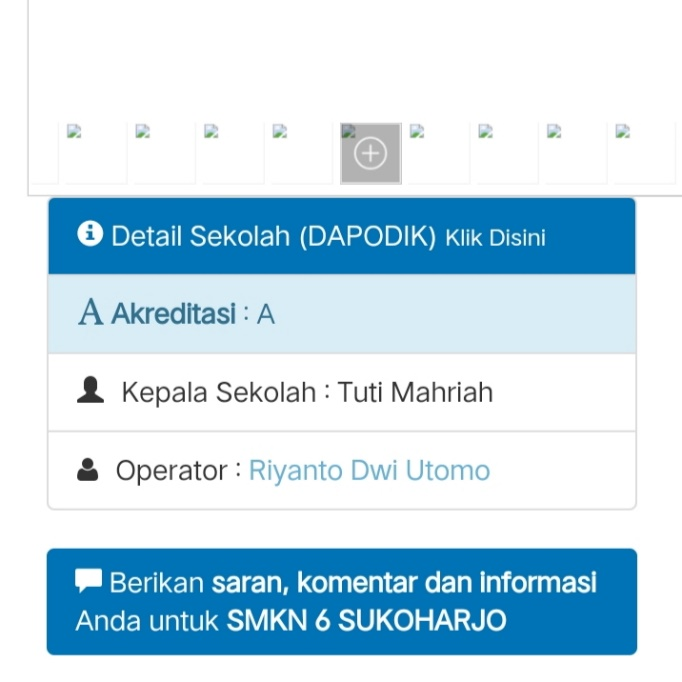 Detail Sekolah (DAPODIK) Klik Disini
A Akreditasi : A
Kepala Sekolah : Tuti Mahriah
Operator : Riyanto Dwi Utomo
Berikan saran, komentar dan informasi
Anda untuk SMKN 6 SUKOHARJO